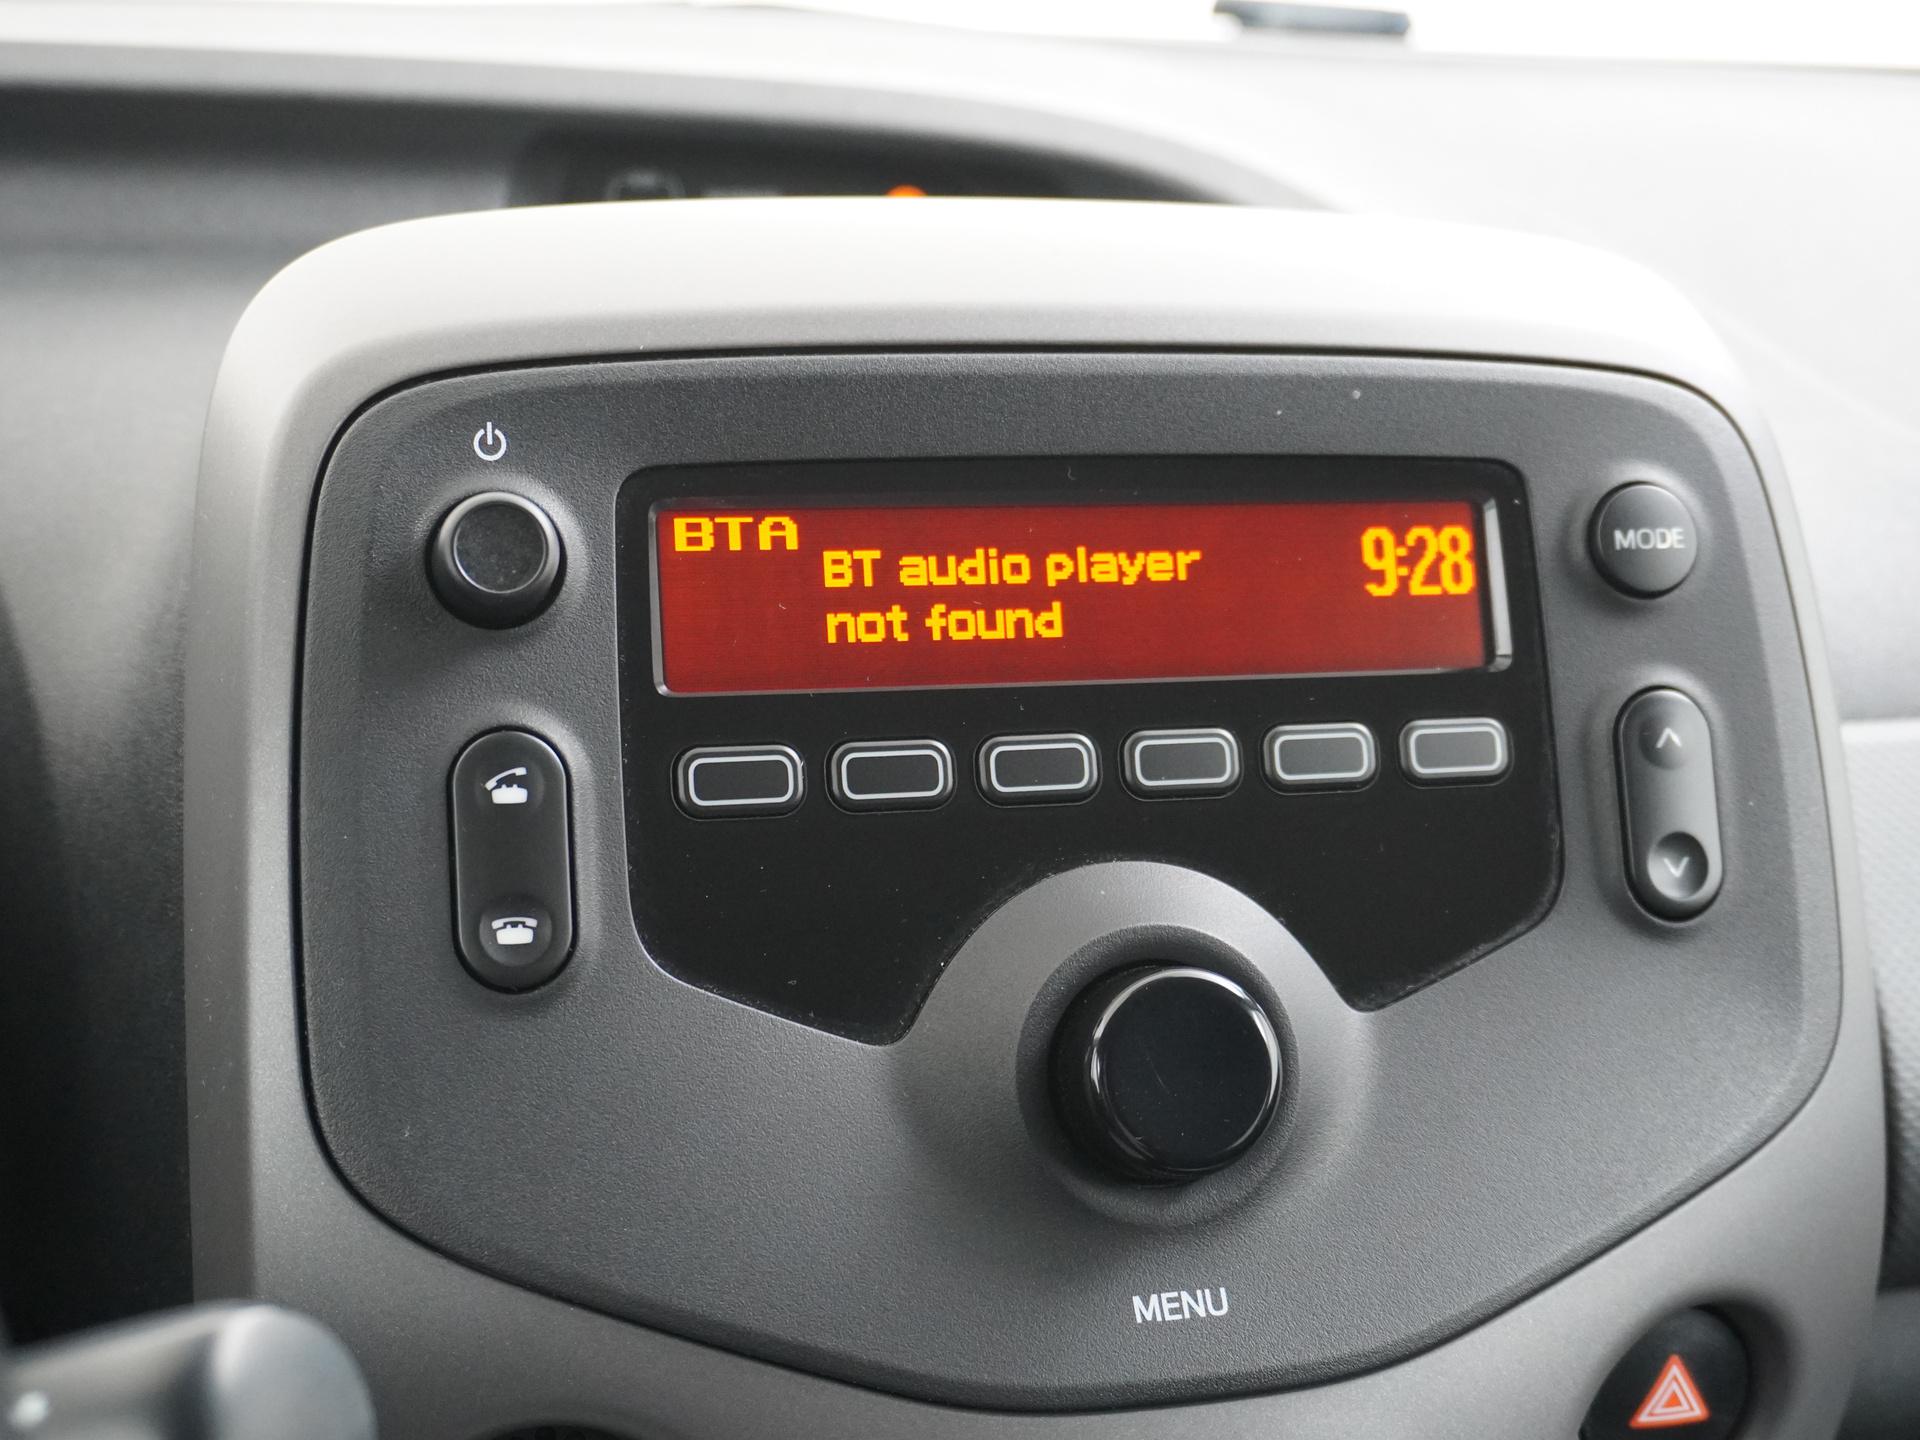 BTA
BT audio player
not found
9:28
MODE
MENU